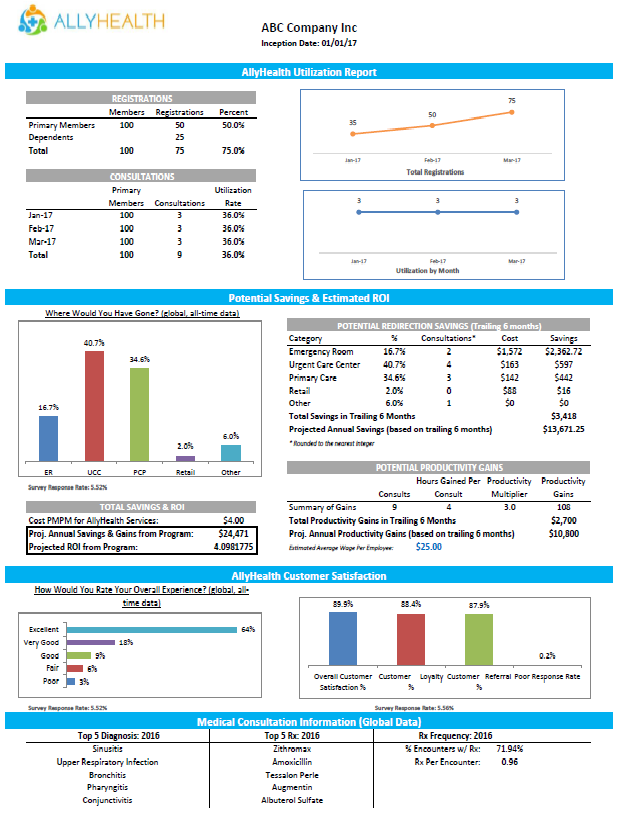 ALLYHEALTH
ABC Company Inc
Inception Date: 01/01/17
AllyHealth Utilization Report
REGISTRATIONS
Members Registrations Percent
Primary Members 100 50 50.0%
Dependents 25
Total 100 75 75.0%
35 50 75
Jan-17 Feb-17 Mar-17
Total Registrations
CONSULTATIONS
Primary Utilization
Members Consultations Rate
Jan-17 100 3 36.0%
Feb-17 100 3 36.0%
Mar-17 100 3 36.0%
Total 100 9 36.0%
3 3 3
Jan-17 Feb-17 Mar-17
Utilization by Month
Potential Savings & Estimated ROI
Where Would You Have Gone? (global, all-time data)
16.7% 40.7% 34.6% 2.0% 6.0%
ER UCC PCP Retail Other
Survey Response Rate: 5.52%
POTENTIAL REDIRECTION SAVINGS (Trailing 6 months)
Category % Consultations* Cost Savings
Emergency Room 16.7% 2 $1,572 $2,362.72
Urgent Care Center 40.7% 4 $163 $597
Primary Care 34.6% 3 $142 $442
Retail 2.0% 0 $88 $16
Other 6.0% 1 $0 $0
Total Savings in Trailing 6 Months $3,418
Projected Annual Savings (based on trailing 6 months) $13,671.25
* Rounded to the nearest integer
TOTAL SAVINGS & ROI
Cost PMPM for AllyHealth Services: $4.00
Proj. Annual Savings & Gains from Program: $24,471
Projected ROI from Program: 4.0981775
POTENTIAL PRODUCTIVITY GAINS
Hours Gained Per Productivity Productivity
Consults Consult Multiplier Gains
Summary of Gains 9 4 3.0 108
Total Productivity Gains in Trailing 6 Months $2,700
Proj. Annual Productivity Gains (based on trailing 6 months) $10,800
Estimated Average Wage Per Employee: $25.00
AllyHealth Customer Satisfaction
How Would You Rate Your Overall Experience? (global, all-
time data)
Excellent 64%
Very Good 18%
Good 9%
Fair 6%
Poor 3%
Survey Response Rate: 5.52%
89.9% 88.4% 87.9% 0.2%
Overall Customer Customer Loyalty Customer Referral Poor Response Rate
Satisfaction % % %
Survey Response Rate: 5.56%
Medical Consultation Information (Global Data)
Top 5 Diagnosis: 2016 Top 5 Rx: 2016 Rx Frequency: 2016
Sinusitis Zithromax % Encounters w/ Rx: 71.94%
Upper Respiratory Infection Amoxicillin Rx Per Encounter: 0.96
Bronchitis Tessalon Perle
Pharyngitis Augmentin
Conjunctivitis Albuterol Sulfate